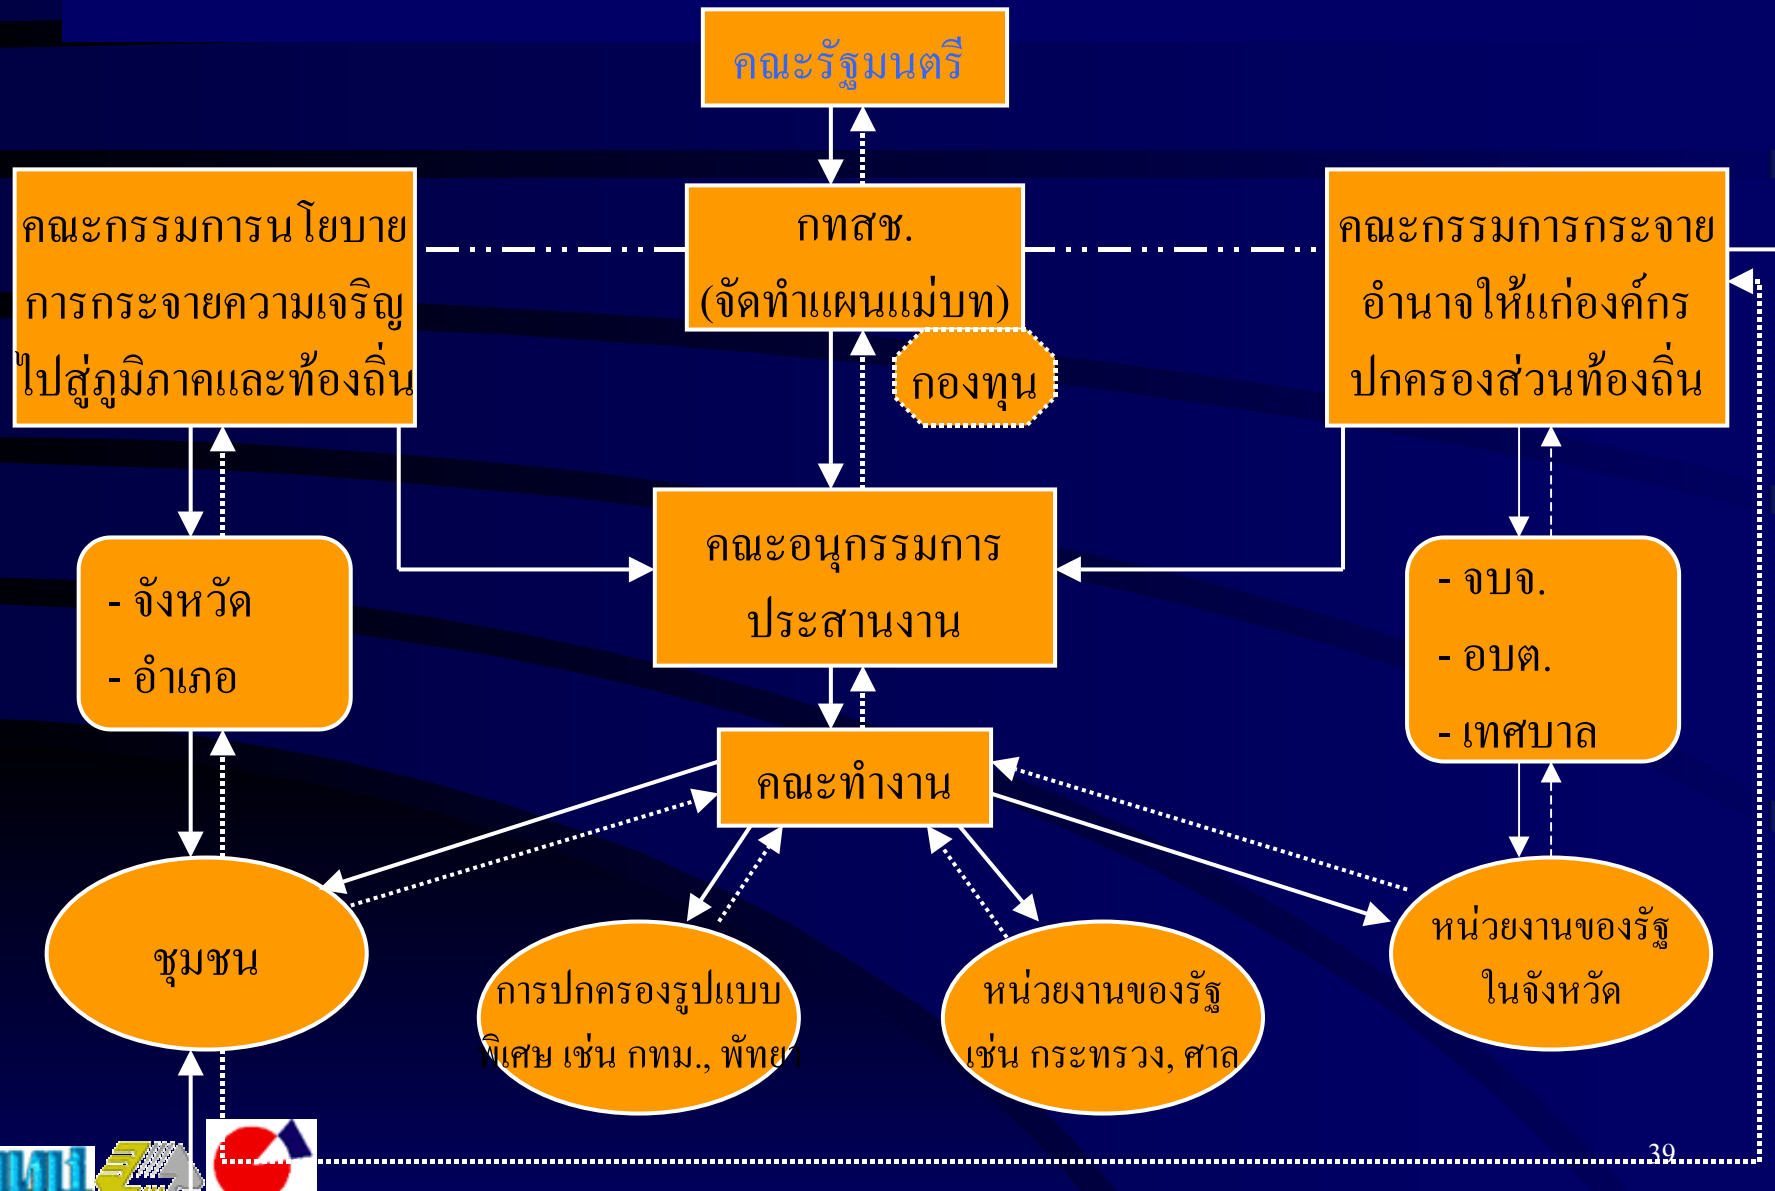 คณะรัฐมนตรี
คณะกรรมการนโยบาย
การกระจายความเจริญ
ไปสู่ภูมิภาคและท้องถิ่น
กทสช.
(จัดทำแผนแม่บท)
กองทุน
คณะกรรมการกระจาย
อำนาจให้แก่องค์กร
ปกครองส่วนท้องถิ่น
คณะอนุกรรมการ
ประสานงาน
- จังหวัด
- อำเภอ
- จบจ.
- อบต.
- เทศบาล
คณะทำงาน
ชุมชน
การปกครองรูปแบบ
พิเศษ เช่น กทม., พัทยา
หน่วยงานของรัฐ
เช่น กระทรวง, ศาล
หน่วยงานของรัฐ
ในจังหวัด
39